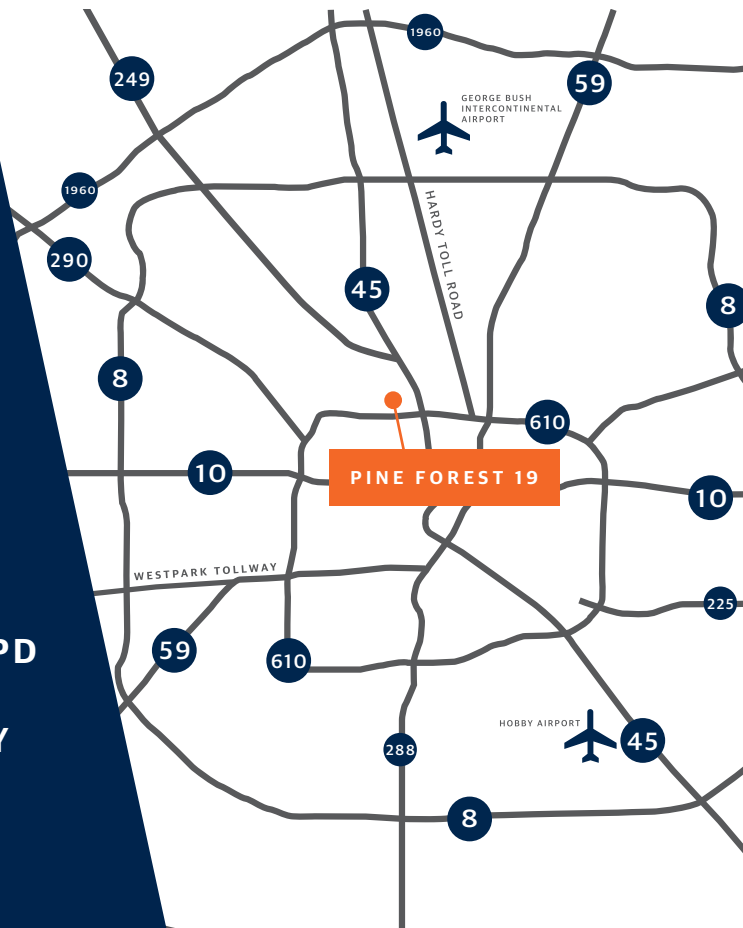 1960
249
59
GEORGE BUSH
INTERCONTINENTAL
AIRPORT
1960
HARDY TOLL ROAD
290
45
8
8
610
10
PINE FOREST 19
10
WESTPARK TOLLWAY
225
PD
59
610
HOBBY AIRPORT
45
Y
288
8